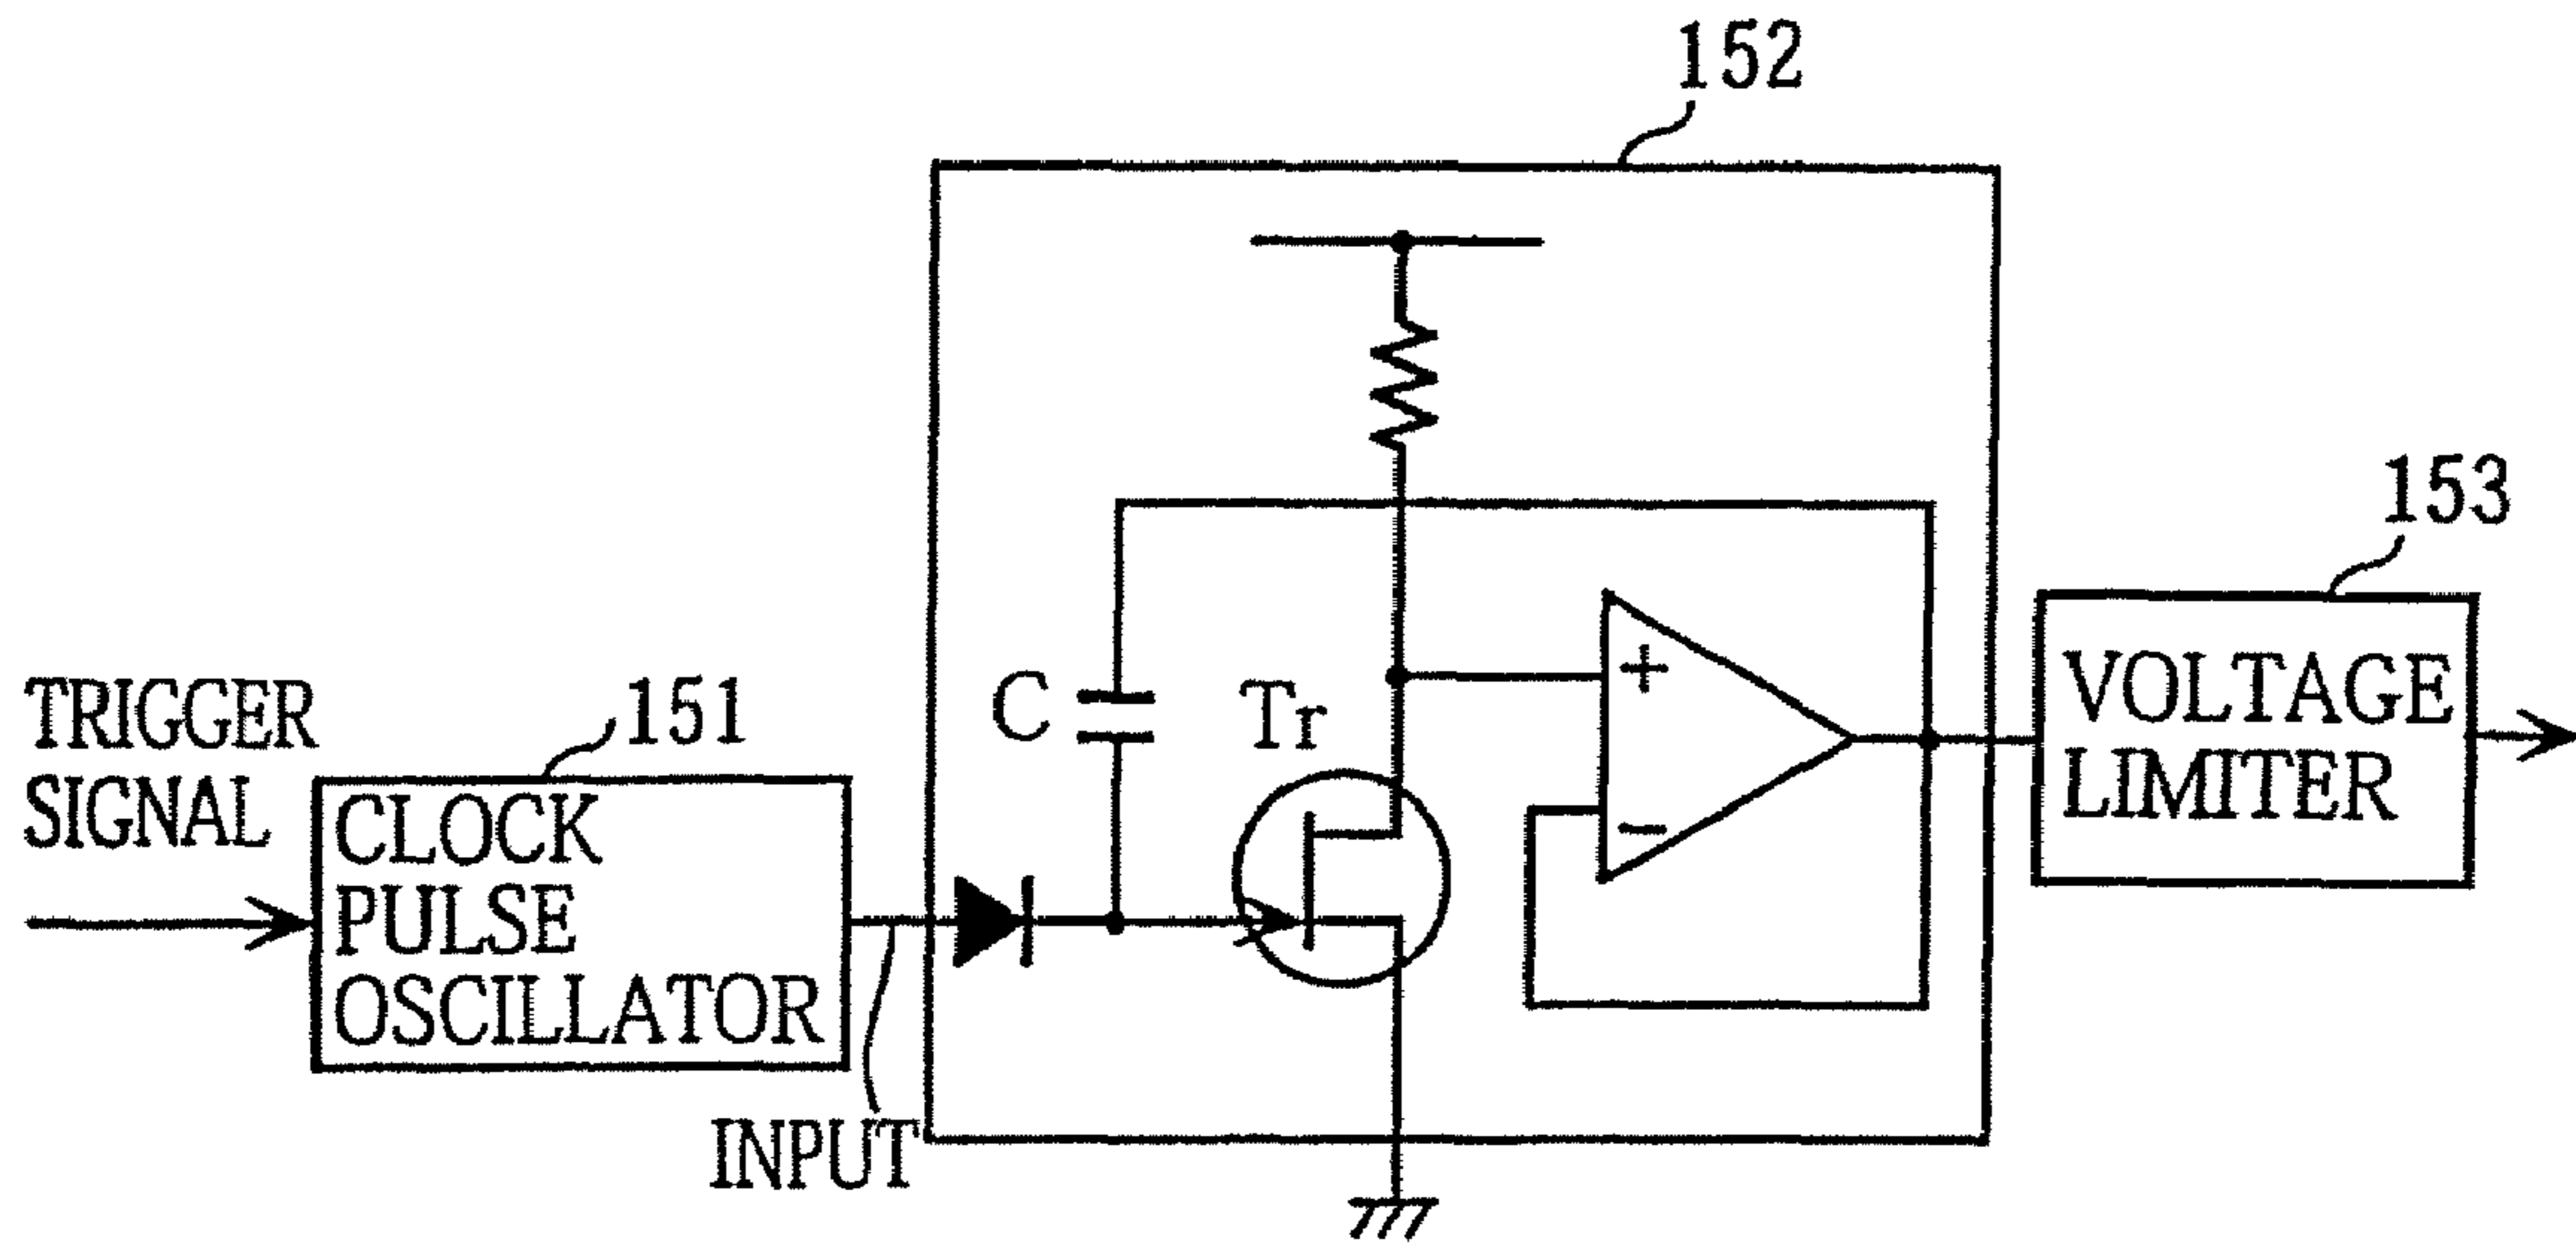 152
153
TRIGGER
SIGNAL
151
C
Tr
+
−
VOLTAGE
LIMITER
CLOCK
PULSE
OSCILLATOR
INPUT